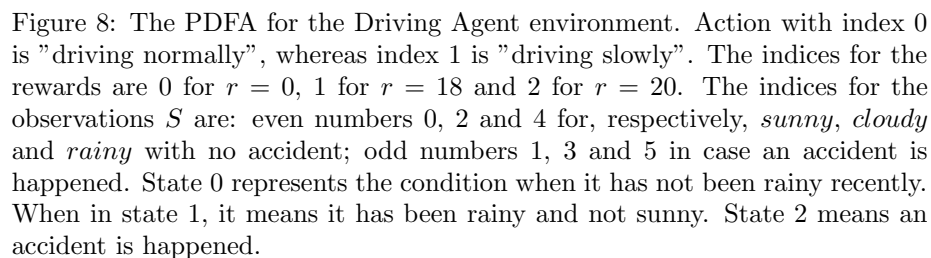 Figure 8: The PDFA for the Driving Agent environment. Action with index 0
is ”driving normally”, whereas index 1 is ”driving slowly”. The indices for the
rewards are 0 for r = 0, 1 for r = 18 and 2 for r = 20. The indices for the
observations S are: even numbers 0, 2 and 4 for, respectively, sunny, cloudy
and rainy with no accident; odd numbers 1, 3 and 5 in case an accident is
happened. State 0 represents the condition when it has not been rainy recently.
When in state 1, it means it has been rainy and not sunny. State 2 means an
accident is happened.